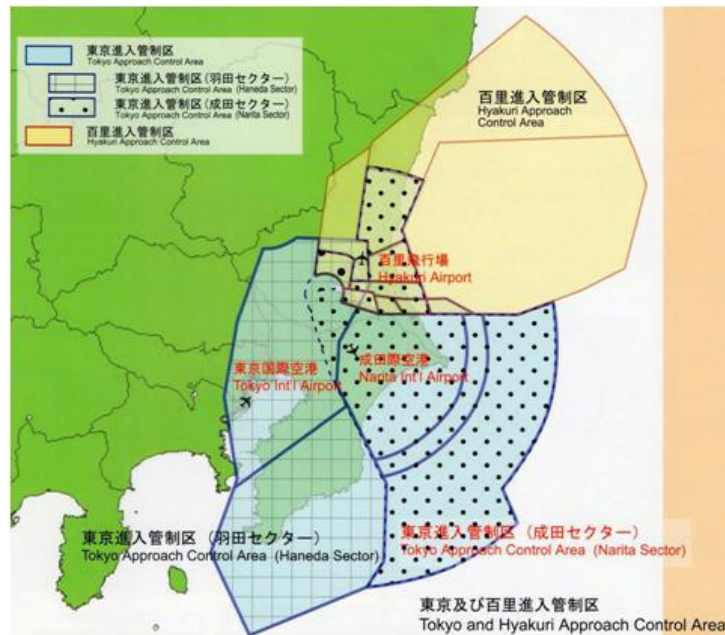 東京進入管制区
Tokyo Approach Control Area
東京進入管制区(羽田セクター)
Tokyo Approach Control Area (Haneda Sector)
東京進入管制区(成田セクター)
Tokyo Approach Control Area (Narita Sector)
百里進入管制区
Hyakuri Approach Control Area
百里進入管制区
Hyakuri Approach
Control Area
百里飛行場
Hyakuri Airport
成田際空港
Narita Int'l Airport
東京国際空港
Tokyo Int'l Airport
東京進入管制区 (羽田セクター)
Tokyo Approach Control Area (Haneda Sector)
東京進入管制区 (成田セクター)
Tokyo Approach Control Area (Narita Sector)
東京及び百里進入管制区
Tokyo and Hyakuri Approach Control Area